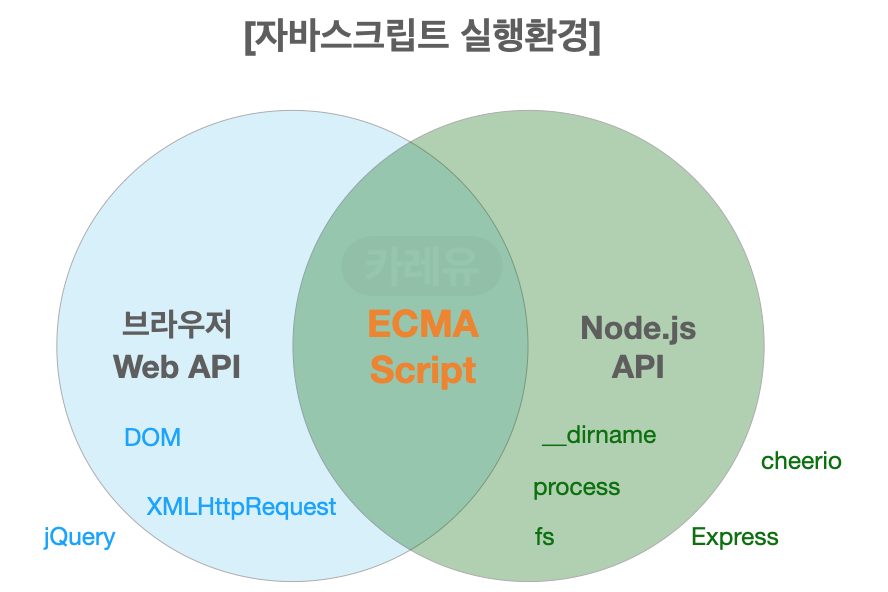 [자바스크립트 실행환경]
카레유
브라우저
Web API
ECMA
Script
Node.js
API
DOM
XMLHttpRequest
jQuery
__dirname
process
fs
cheerio
Express